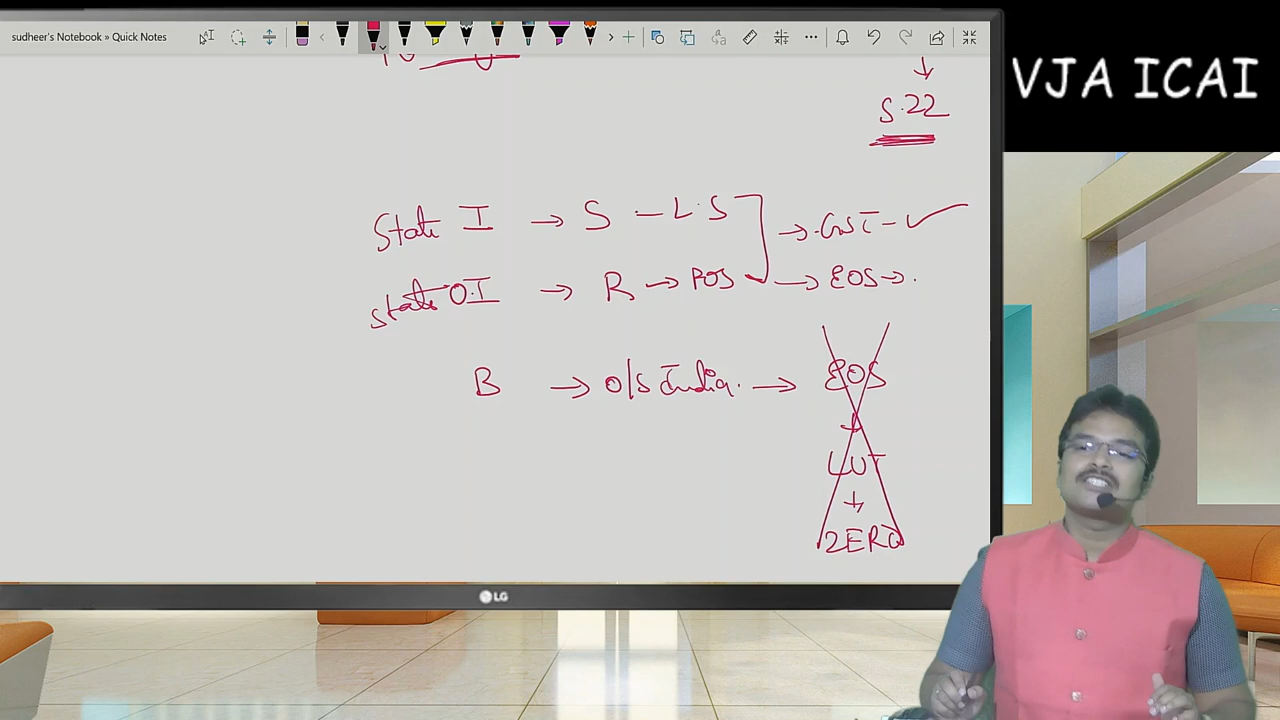 sudheer's Notebook » Quick Notes
VJA ICAI
S.22
State I → S – L.S → GST – ✓
State O.I → R → POS → EOS → .
B → O/S India. → EOS
↓
LUT
↓
ZERO
LG